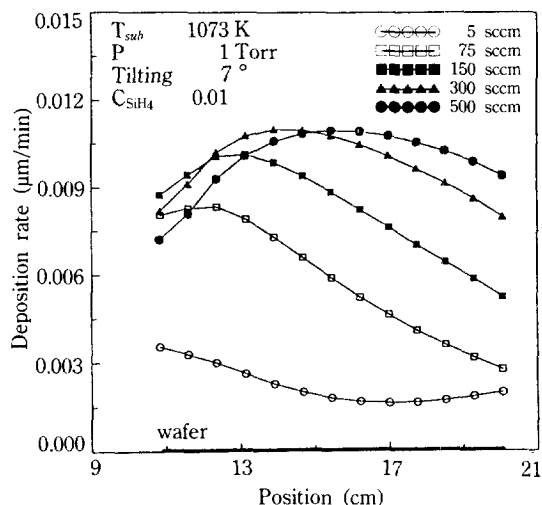 T_sub 1073 K
P 1 Torr
Tilting 7 °
C_SiH4 0.01
5 sccm
75 sccm
150 sccm
300 sccm
500 sccm
Deposition rate (μm/min)
0.015
0.012
0.009
0.006
0.003
0.000
wafer
9 13 17 21
Position (cm)